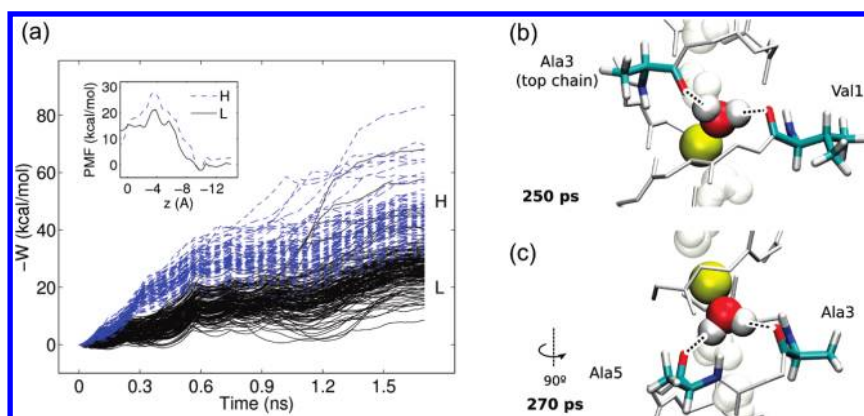 (a)
-W (kcal/mol)
80
60
40
20
0
0
0.3
0.6
0.9
1.2
1.5
Time (ns)
H
L
PMF (kcal/mol)
30
20
10
0
0
-4
-8
-12
z (A)
H
L
(b)
Ala3
(top chain)
Val1
250 ps
(c)
Ala3
Ala5
90º
270 ps